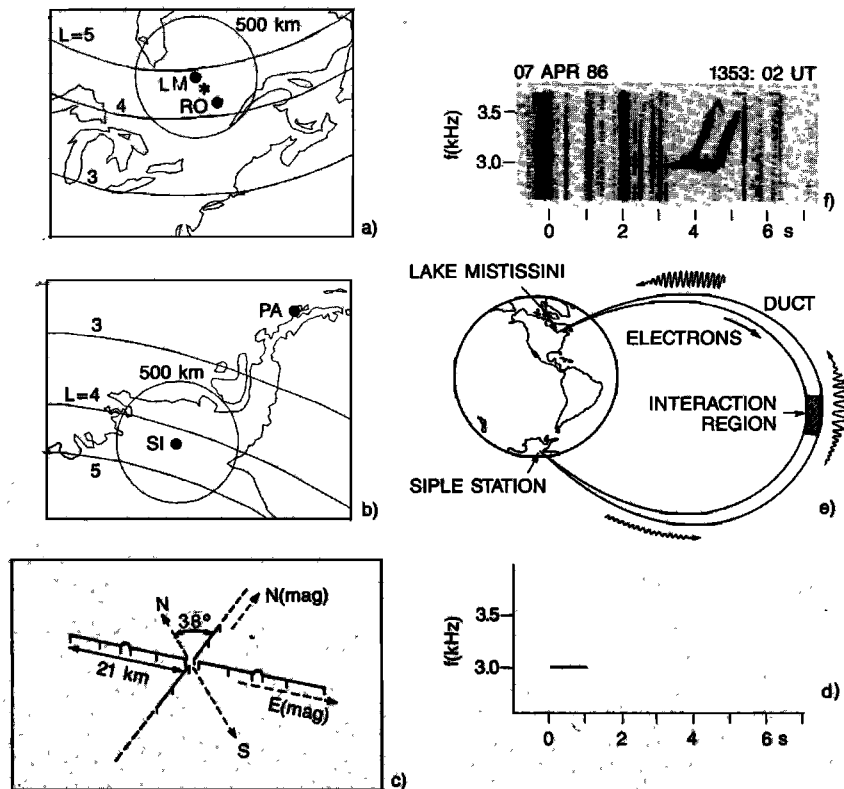 L=5
500 km
LM
*
RO
4
3
a)
PA
3
500 km
L=4
SI
5
b)
N
38°
N(mag)
21 km
E(mag)
S
c)
07 APR 86 1353: 02 UT
3.5
f(kHz)
3.0
f)
0 2 4 6 s
LAKE MISTISSINI
DUCT
ELECTRONS
INTERACTION
REGION
SIPLE STATION
e)
3.5
f(kHz)
3.0
d)
0 2 4 6 s